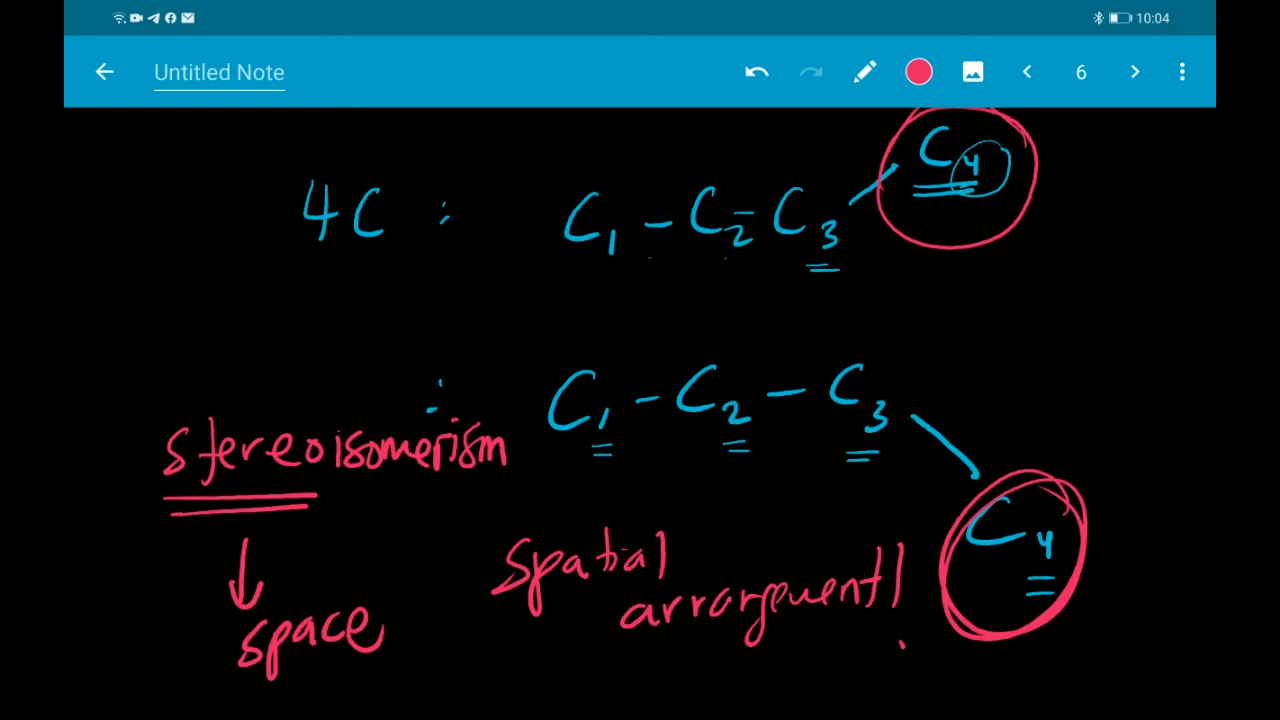 10:04
Untitled Note
6
C4
4C : C1 - C2 - C3
: C1 - C2 - C3
stereoisomerism
C4
spatial
arrangement!
space